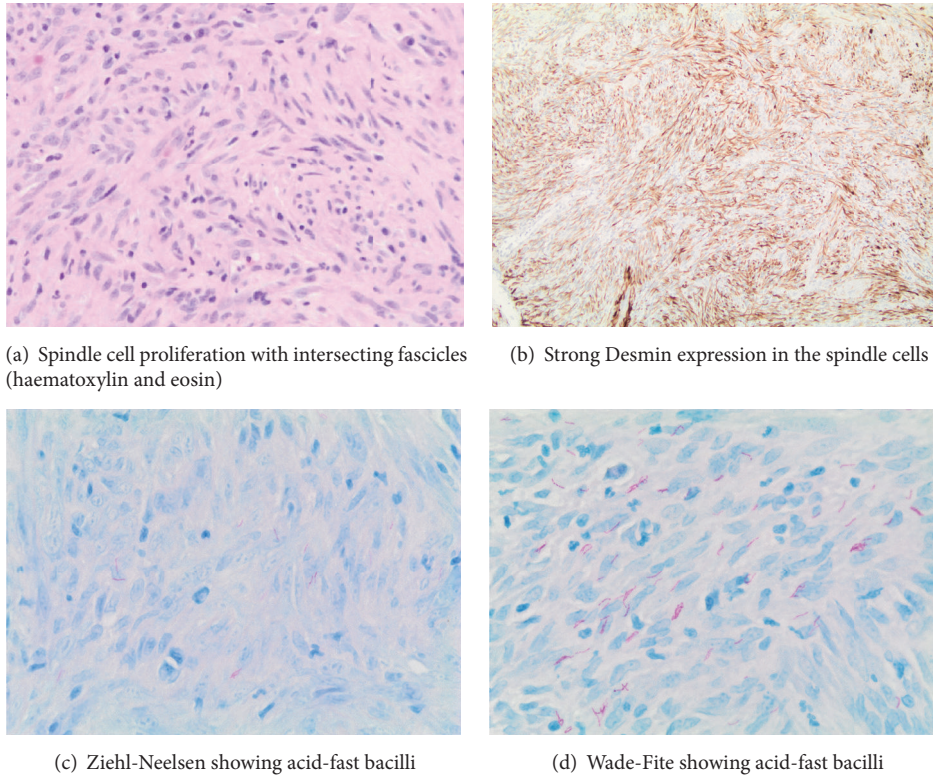 (a) Spindle cell proliferation with intersecting fascicles
(haematoxylin and eosin)
(b) Strong Desmin expression in the spindle cells
(c) Ziehl-Neelsen showing acid-fast bacilli
(d) Wade-Fite showing acid-fast bacilli